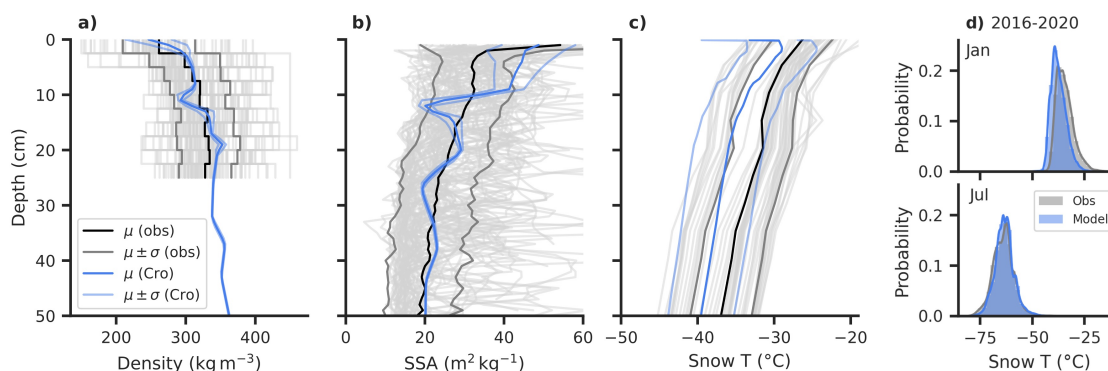 a)
b)
c)
d) 2016-2020
0
10
20
30
40
50
Depth (cm)
μ (obs)
μ ± σ (obs)
μ (Cro)
μ ± σ (Cro)
200
300
400
Density (kg m⁻³)
0
20
40
60
SSA (m² kg⁻¹)
−50
−40
−30
−20
Snow T (°C)
Jan
0.2
0.1
0.0
Probability
Jul
Obs
Model
0.2
0.1
0.0
Probability
−75
−50
−25
Snow T (°C)